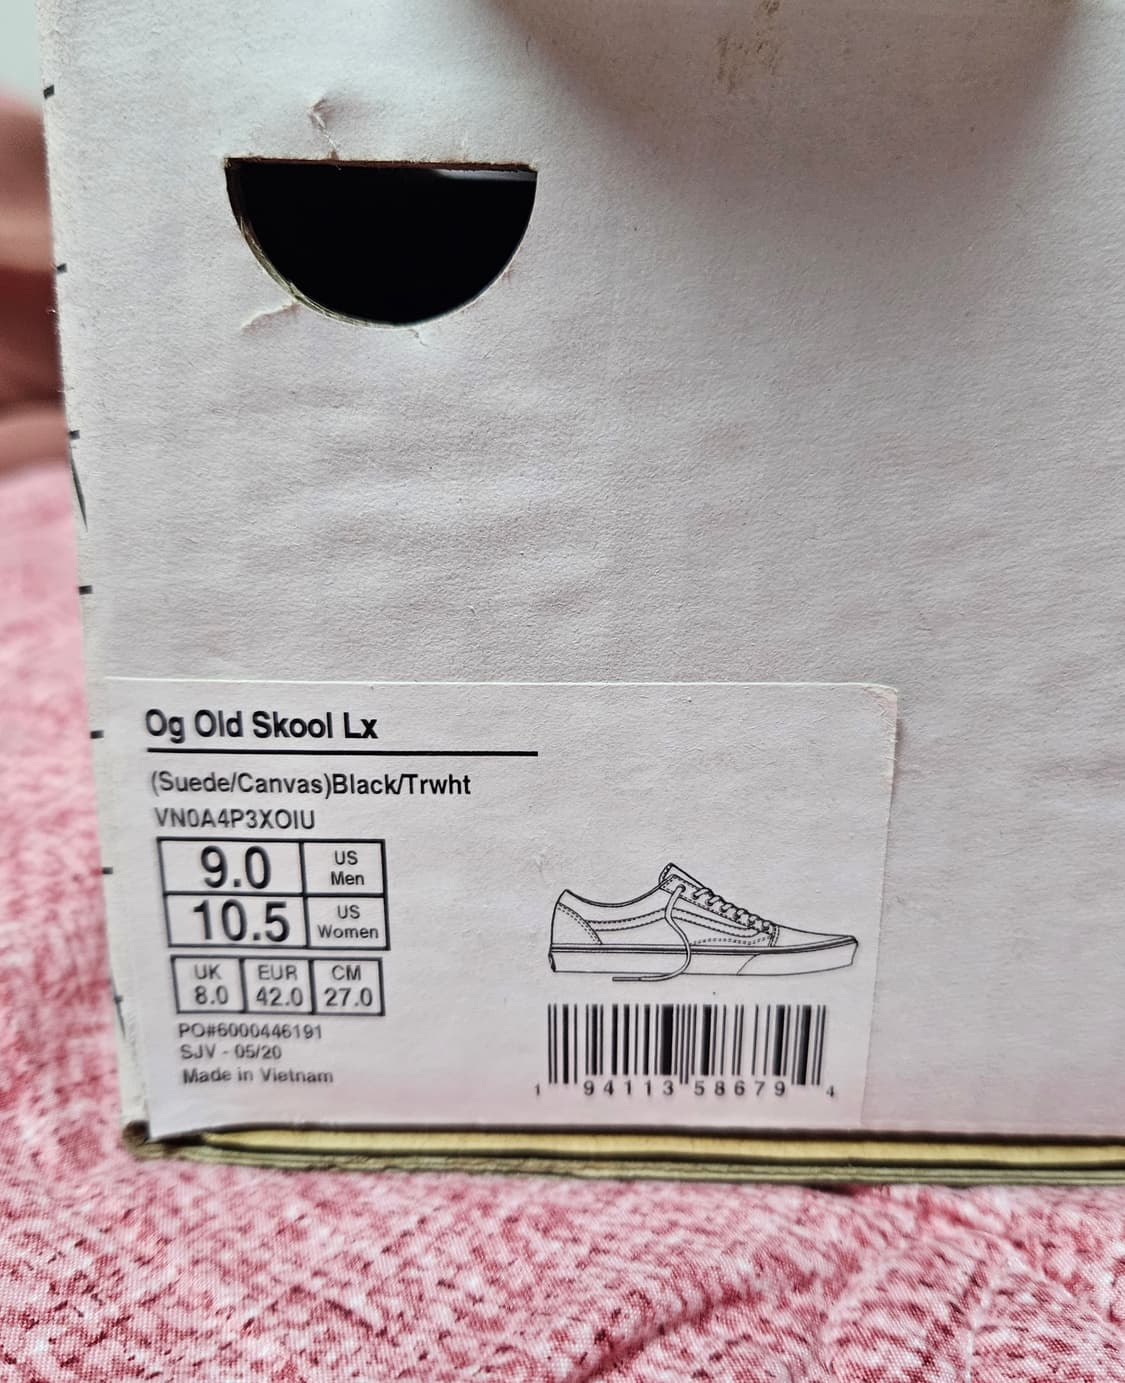 Og Old Skool Lx
(Suede/Canvas)Black/Trwht
VN0A4P3XOIU
9.0 US Men
10.5 US Women
UK EUR CM
8.0 42.0 27.0
PO#6000446191
SJV - 05/20
Made in Vietnam
1 94113 58679 4